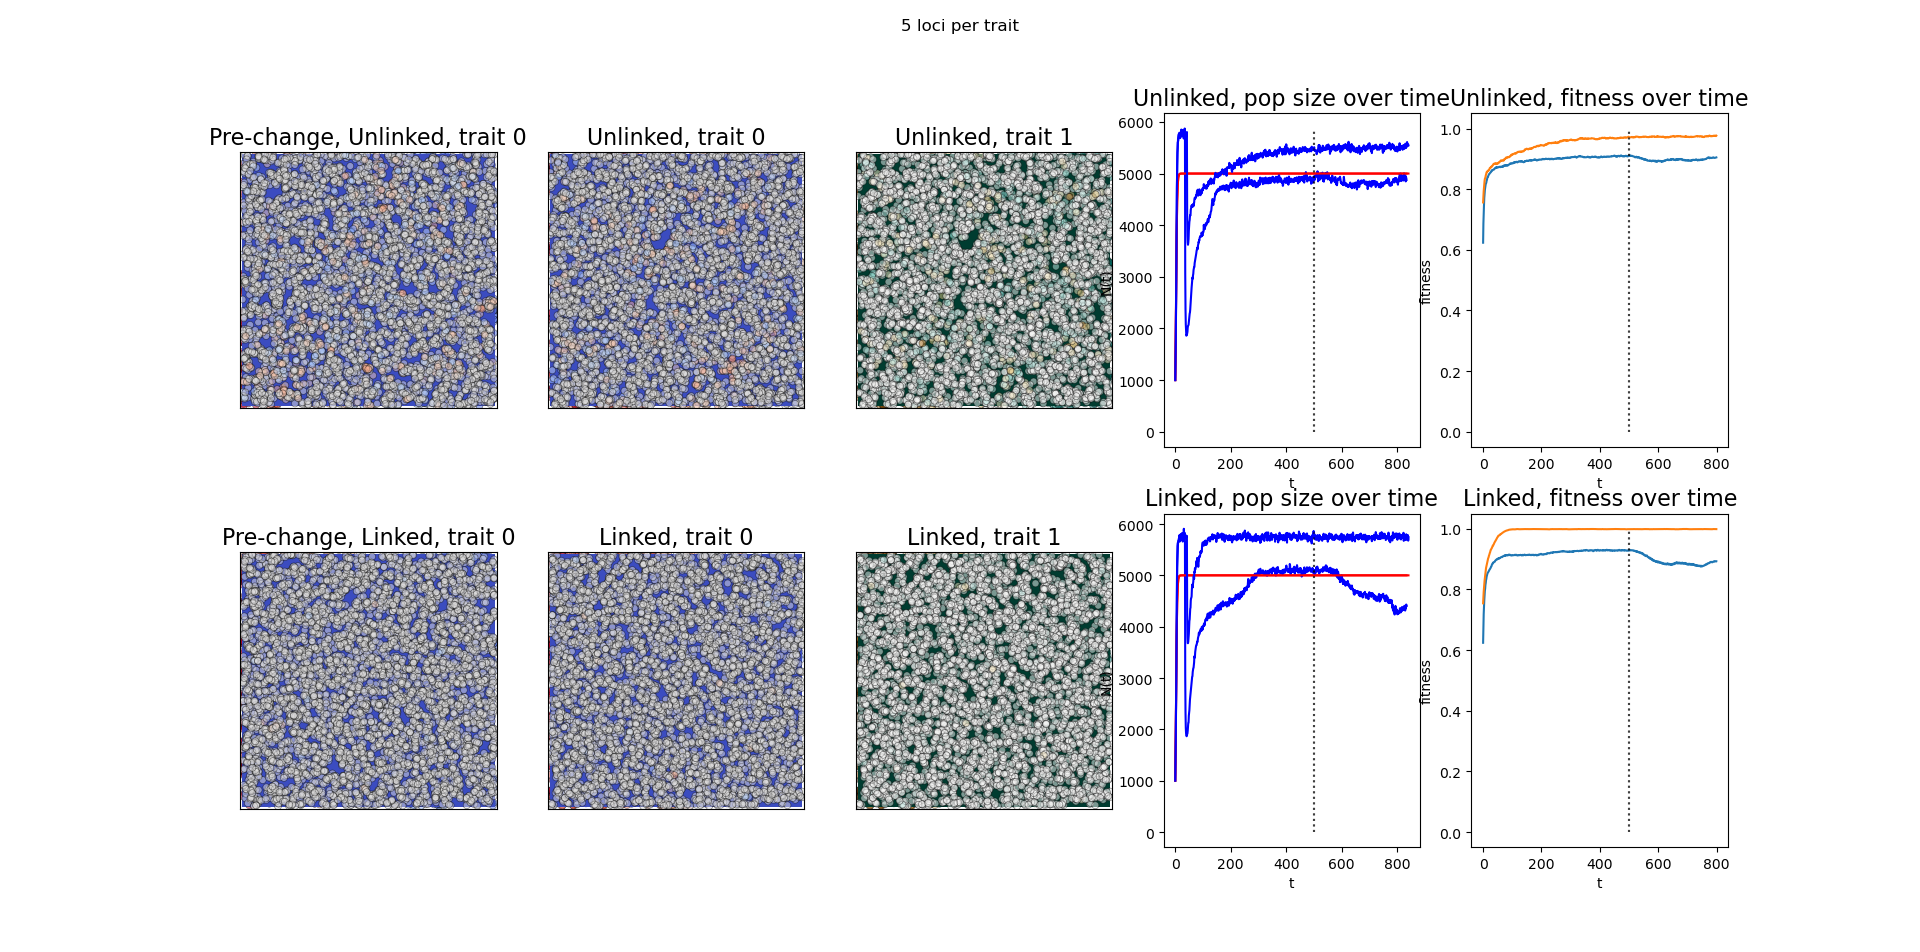 5 loci per trait
Pre-change, Unlinked, trait 0
Unlinked, trait 0
Unlinked, trait 1
Unlinked, pop size over time
6000
5000
4000
3000
2000
1000
0
N(t)
0 200 400 600 800
t
Unlinked, fitness over time
1.0
0.8
0.6
0.4
0.2
0.0
fitness
0 200 400 600 800
t
Pre-change, Linked, trait 0
Linked, trait 0
Linked, trait 1
Linked, pop size over time
6000
5000
4000
3000
2000
1000
0
N(t)
0 200 400 600 800
t
Linked, fitness over time
1.0
0.8
0.6
0.4
0.2
0.0
fitness
0 200 400 600 800
t